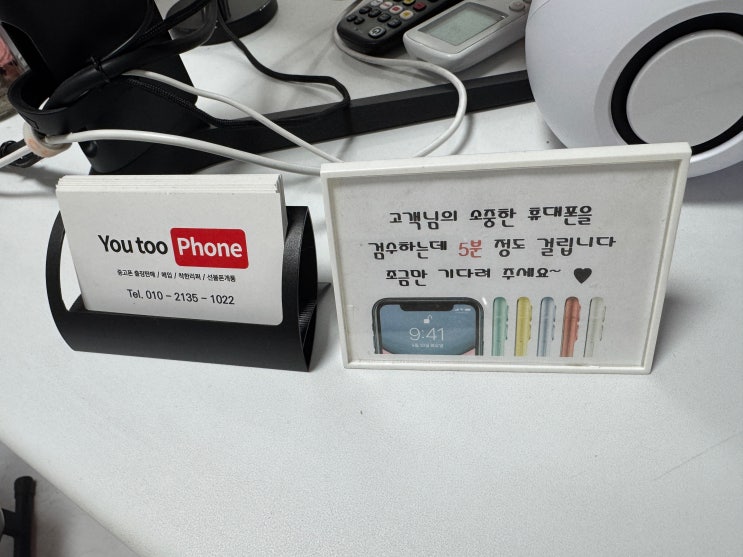 You too Phone
중고폰 출장판매 / 매입 / 착한리퍼 / 선불폰개통
Tel. 010 - 2135 - 1022
고객님의 소중한 휴대폰을
검수하는데 5분 정도 걸립니다
조금만 기다려 주세요~ ♥
9:41